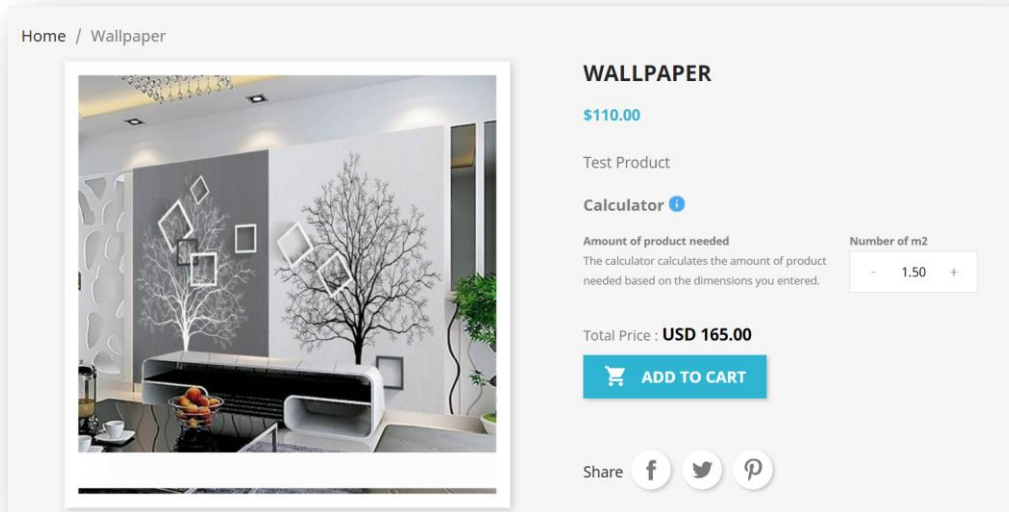 Home / Wallpaper
WALLPAPER
$110.00
Test Product
Calculator
Amount of product needed
The calculator calculates the amount of product
needed based on the dimensions you entered.
Number of m2
- 1.50 +
Total Price : USD 165.00
ADD TO CART
Share